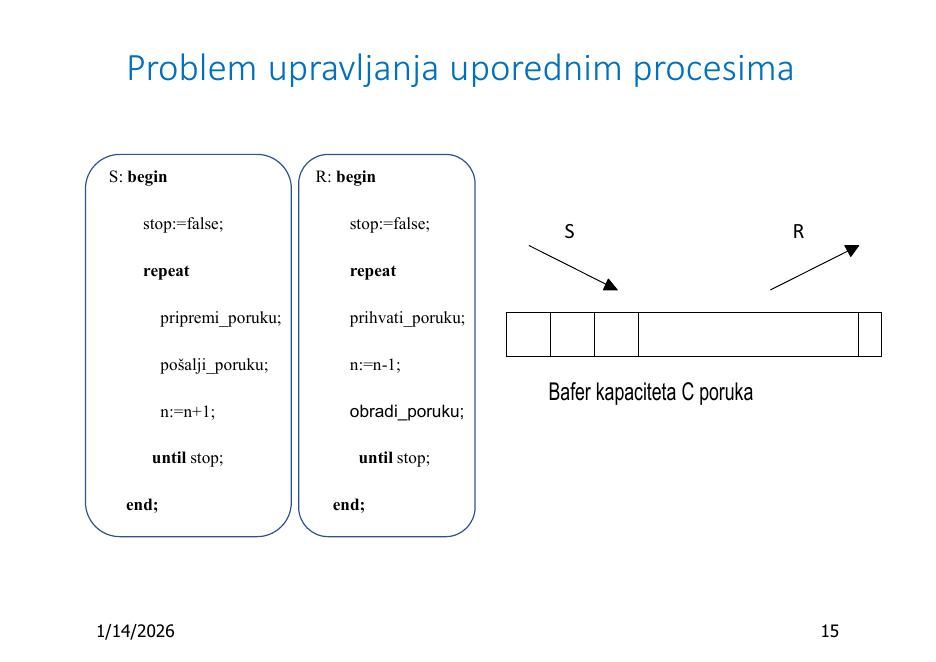 Problem upravljanja uporednim procesima
S: begin
stop:=false;
repeat
pripremi_poruku;
pošalji_poruku;
n:=n+1;
until stop;
end;
R: begin
stop:=false;
repeat
prihvati_poruku;
n:=n-1;
obradi_poruku;
until stop;
end;
S
R
Bafer kapaciteta C poruka
1/14/2026
15